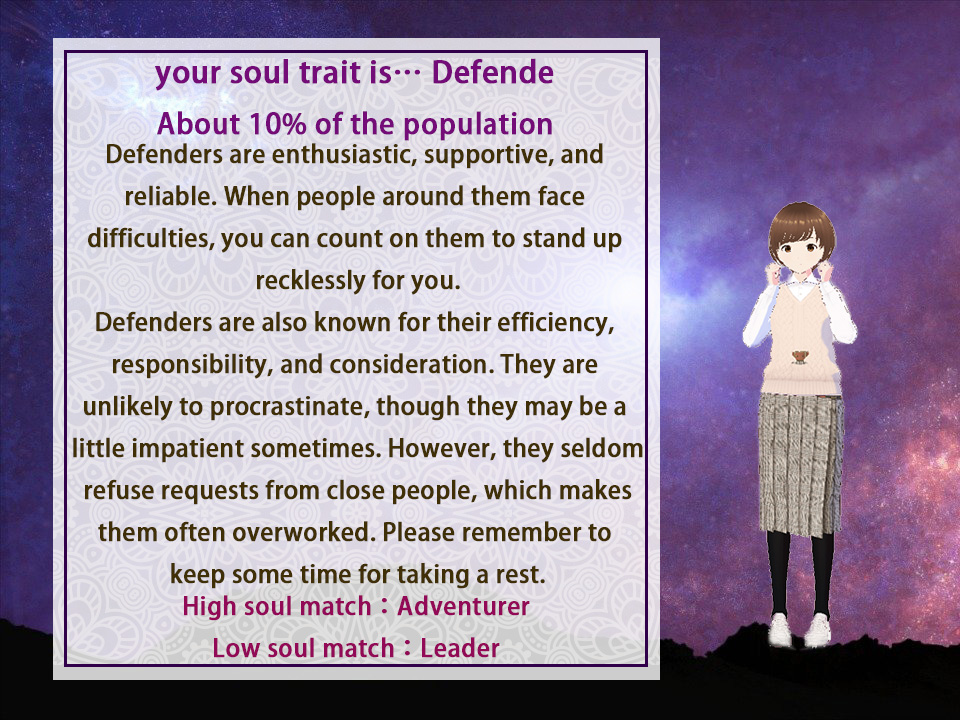 your soul trait is… Defende
About 10% of the population
Defenders are enthusiastic, supportive, and
reliable. When people around them face
difficulties, you can count on them to stand up
recklessly for you.
Defenders are also known for their efficiency,
responsibility, and consideration. They are
unlikely to procrastinate, though they may be a
little impatient sometimes. However, they seldom
refuse requests from close people, which makes
them often overworked. Please remember to
keep some time for taking a rest.
High soul match：Adventurer
Low soul match：Leader